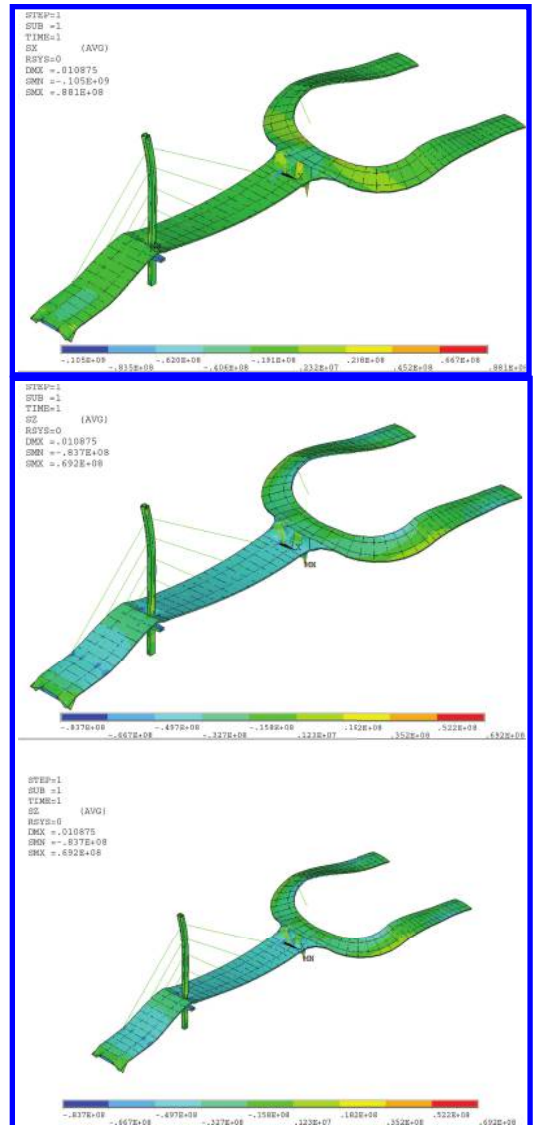 STEP=1
SUB =1
TIME=1
SX (AVG)
RSYS=0
DMX =.010875
SMN =-.105E+09
SMX =.881E+08
-.105E+09 -.620E+08 -.191E+08 .238E+08 .667E+08
-.835E+08 -.406E+08 .232E+07 .452E+08 .881E+08
STEP=1
SUB =1
TIME=1
SZ (AVG)
RSYS=0
DMX =.010875
SMN =-.837E+08
SMX =.692E+08
MX
-.837E+08 -.497E+08 -.158E+08 .182E+08 .522E+08
-.667E+08 -.327E+08 .123E+07 .352E+08 .692E+08
STEP=1
SUB =1
TIME=1
SZ (AVG)
RSYS=0
DMX =.010875
SMN =-.837E+08
SMX =.692E+08
-.837E+08 -.497E+08 -.158E+08 .182E+08 .522E+08
-.667E+08 -.327E+08 .123E+07 .352E+08 .692E+08